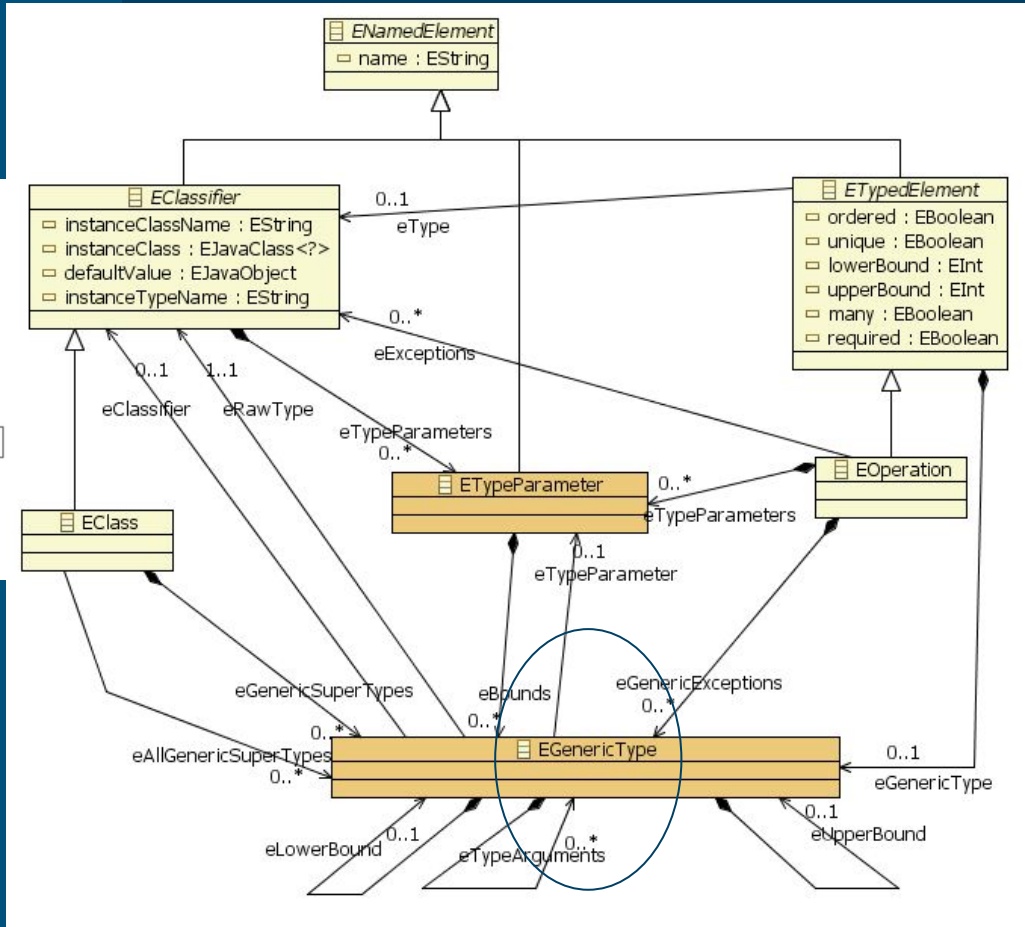 ENamedElement
name : EString
EClassifier
instanceClassName : EString
instanceClass : EJavaClass<?>
defaultValue : EJavaObject
instanceTypeName : EString
0..1
eType
ETypedElement
ordered : EBoolean
unique : EBoolean
lowerBound : EInt
upperBound : EInt
many : EBoolean
required : EBoolean
0..*
eExceptions
0..1
1..1
eClassifier
eRawType
eTypeParameters
0..*
ETypeParameter
0..*
eTypeParameters
EOperation
EClass
0..1
eTypeParameter
eGenericSuperTypes
0..*
eBounds
0..*
eGenericExceptions
0..*
eAllGenericSuperTypes
0..*
EGenericType
0..1
eGenericType
eLowerBound
0..1
eTypeArguments
0..*
0..1
eUpperBound